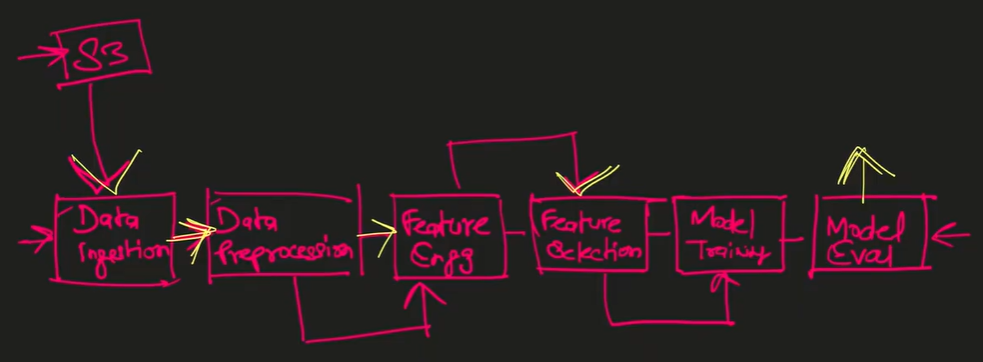 S3
Data
Ingestion
Data
Preprocession
Feature
Engg
Feature
Selection
Model
Training
Model
Eval